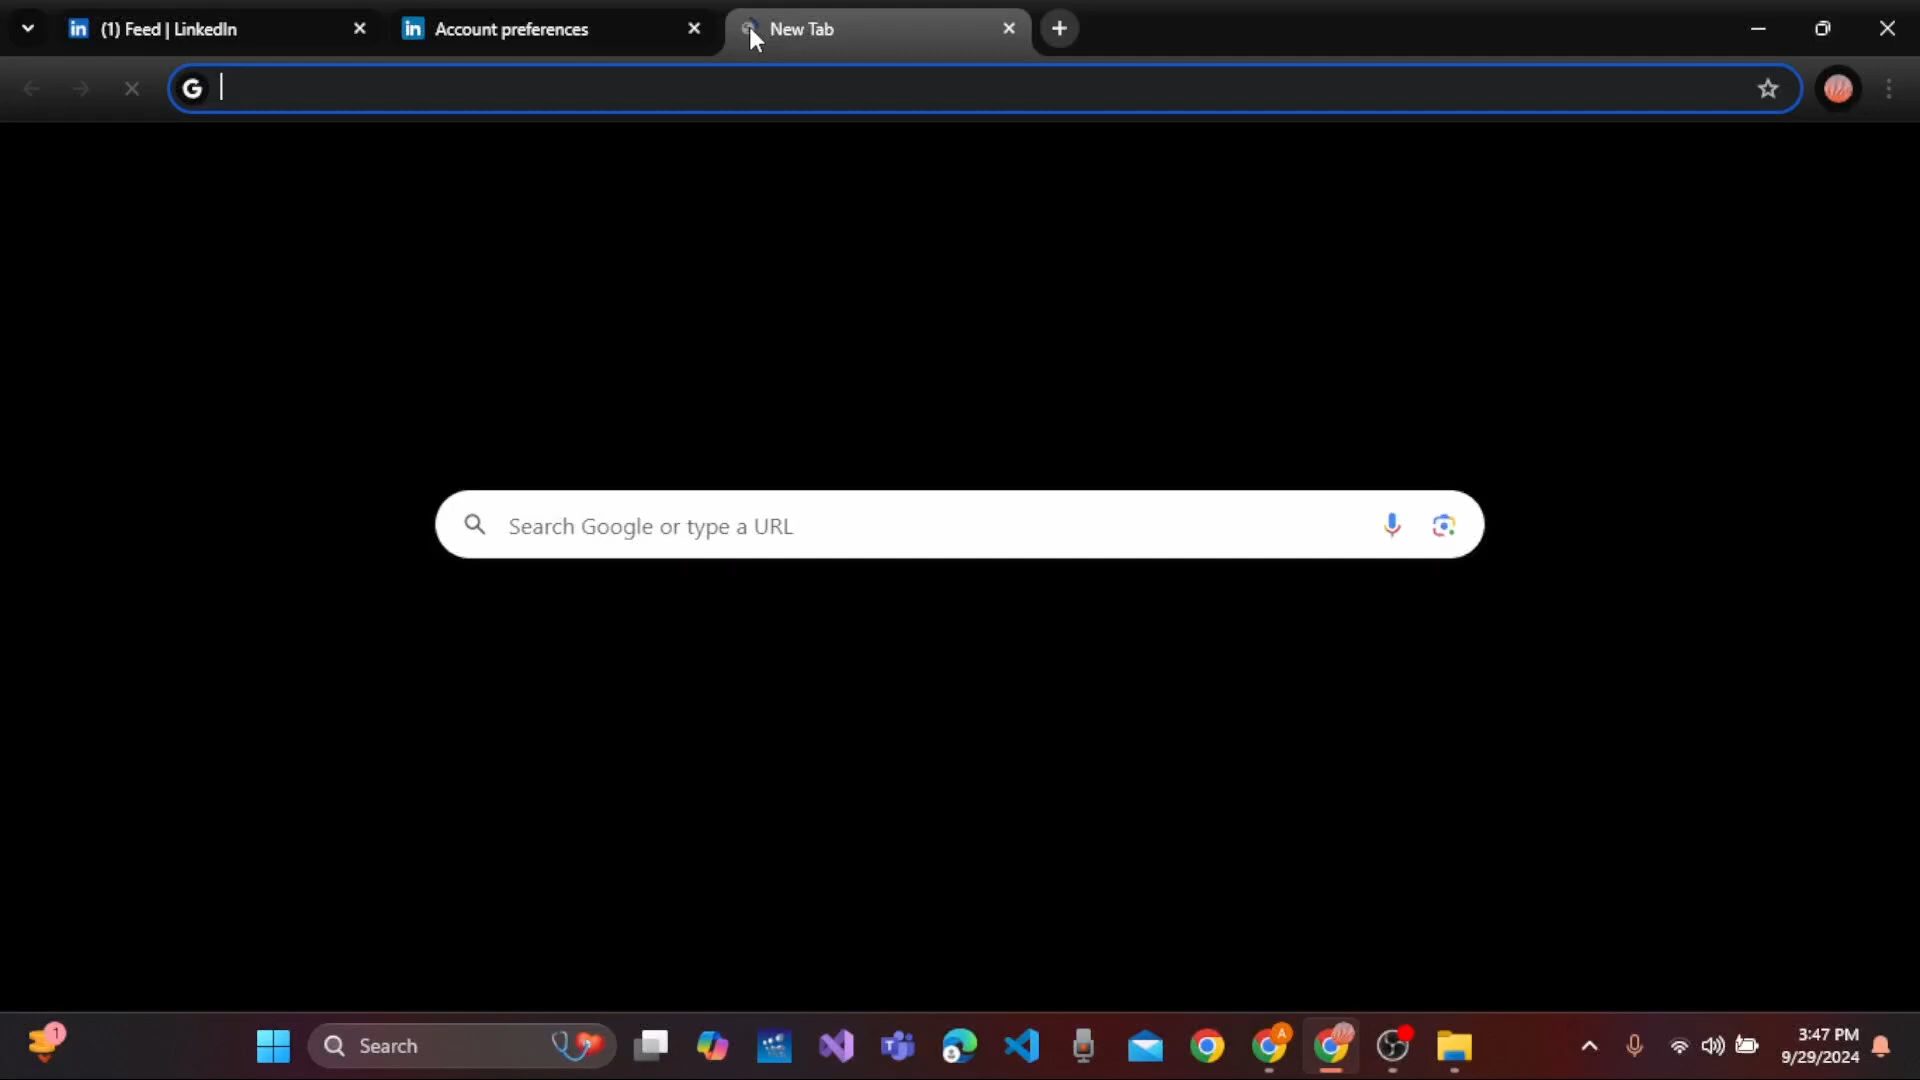 (1) Feed | LinkedIn
Account preferences
New Tab
Search Google or type a URL
Search
1
A
3:47 PM
9/29/2024